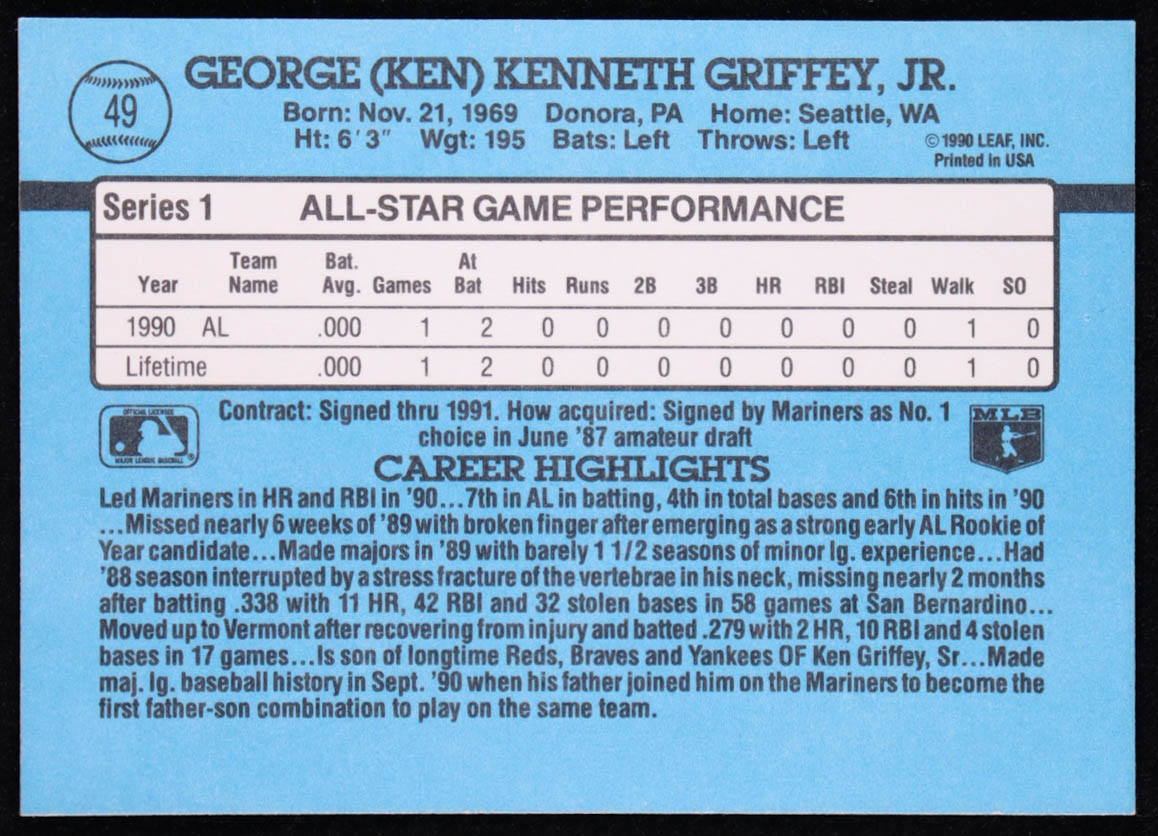 49
GEORGE (KEN) KENNETH GRIFFEY, JR.
Born: Nov. 21, 1969 Donora, PA Home: Seattle, WA
Ht: 6'3" Wgt: 195 Bats: Left Throws: Left
©1990 LEAF, INC.
Printed in USA
Series 1 ALL-STAR GAME PERFORMANCE
Year Team Name Bat. Avg. Games At Bat Hits Runs 2B 3B HR RBI Steal Walk SO
1990 AL .000 1 2 0 0 0 0 0 0 0 1 0
Lifetime .000 1 2 0 0 0 0 0 0 0 1 0
OFFICIAL LICENSEE
MAJOR LEAGUE BASEBALL ®
Contract: Signed thru 1991. How acquired: Signed by Mariners as No. 1
choice in June '87 amateur draft
MLB
CAREER HIGHLIGHTS
Led Mariners in HR and RBI in '90...7th in AL in batting, 4th in total bases and 6th in hits in '90
...Missed nearly 6 weeks of '89 with broken finger after emerging as a strong early AL Rookie of
Year candidate...Made majors in '89 with barely 1 1/2 seasons of minor lg. experience...Had
'88 season interrupted by a stress fracture of the vertebrae in his neck, missing nearly 2 months
after batting .338 with 11 HR, 42 RBI and 32 stolen bases in 58 games at San Bernardino...
Moved up to Vermont after recovering from injury and batted .279 with 2 HR, 10 RBI and 4 stolen
bases in 17 games...Is son of longtime Reds, Braves and Yankees OF Ken Griffey, Sr...Made
maj. lg. baseball history in Sept. '90 when his father joined him on the Mariners to become the
first father-son combination to play on the same team.